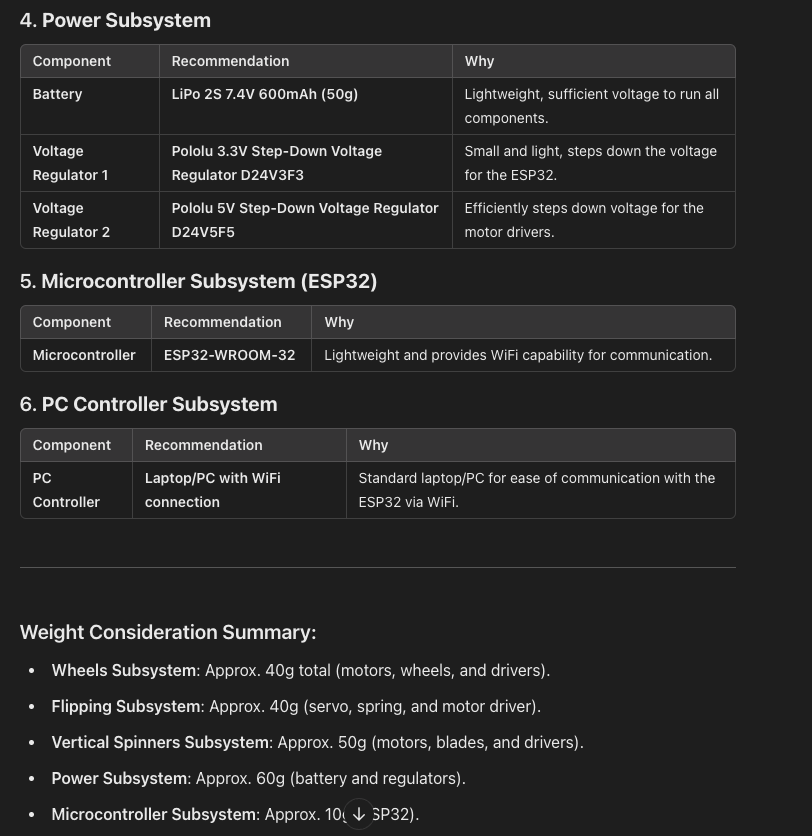 4. Power Subsystem
Component Recommendation Why
Battery LiPo 2S 7.4V 600mAh (50g) Lightweight, sufficient voltage to run all
components.
Voltage Pololu 3.3V Step-Down Voltage Small and light, steps down the voltage
Regulator 1 Regulator D24V3F3 for the ESP32.
Voltage Pololu 5V Step-Down Voltage Regulator Efficiently steps down voltage for the
Regulator 2 D24V5F5 motor drivers.
5. Microcontroller Subsystem (ESP32)
Component Recommendation Why
Microcontroller ESP32-WROOM-32 Lightweight and provides WiFi capability for communication.
6. PC Controller Subsystem
Component Recommendation Why
PC Laptop/PC with WiFi Standard laptop/PC for ease of communication with the
Controller connection ESP32 via WiFi.
Weight Consideration Summary:
• Wheels Subsystem: Approx. 40g total (motors, wheels, and drivers).
• Flipping Subsystem: Approx. 40g (servo, spring, and motor driver).
• Vertical Spinners Subsystem: Approx. 50g (motors, blades, and drivers).
• Power Subsystem: Approx. 60g (battery and regulators).
• Microcontroller Subsystem: Approx. SP32).